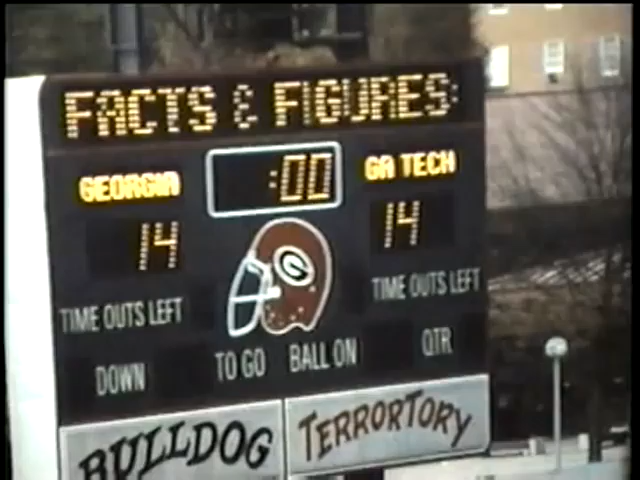 FACTS & FIGURES:
GEORGIA :00 GA TECH
14 14
G
TIME OUTS LEFT TIME OUTS LEFT
DOWN TO GO BALL ON QTR
BULLDOG TERRORTORY